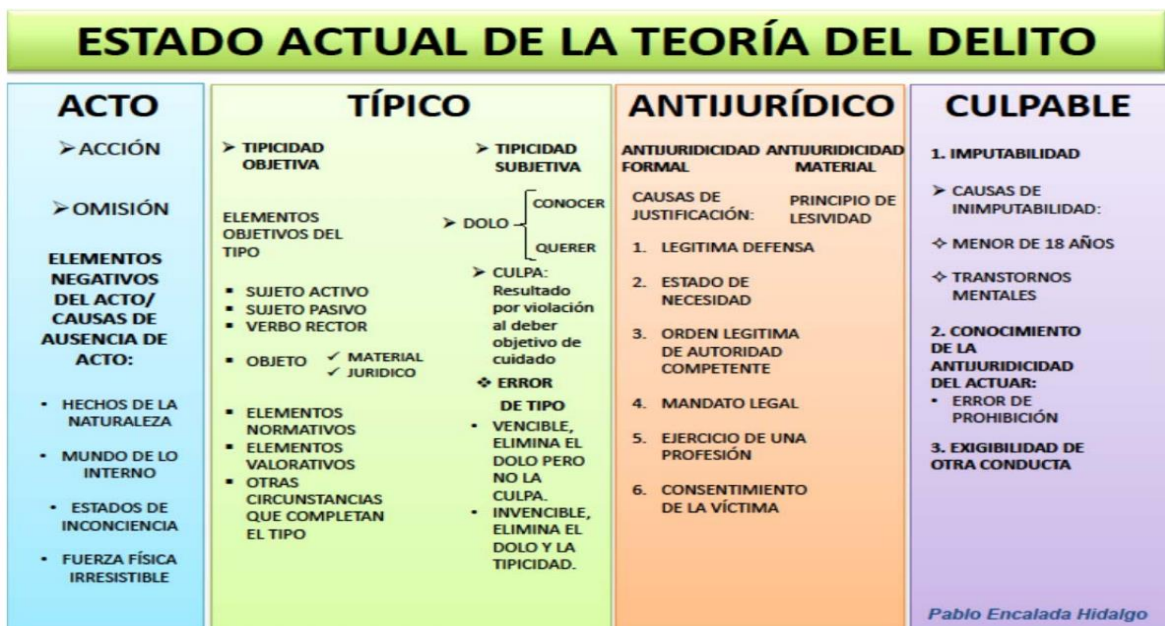 ESTADO ACTUAL DE LA TEORÍA DEL DELITO
ACTO
➢ACCIÓN
➢OMISIÓN
ELEMENTOS
NEGATIVOS
DEL ACTO/
CAUSAS DE
AUSENCIA DE
ACTO:
• HECHOS DE LA
NATURALEZA
• MUNDO DE LO
INTERNO
• ESTADOS DE
INCONCIENCIA
• FUERZA FÍSICA
IRRESISTIBLE
TÍPICO
➢ TIPICIDAD
OBJETIVA
ELEMENTOS
OBJETIVOS DEL
TIPO
▪ SUJETO ACTIVO
▪ SUJETO PASIVO
▪ VERBO RECTOR
▪ OBJETO
✓ MATERIAL
✓ JURIDICO
▪ ELEMENTOS
NORMATIVOS
▪ ELEMENTOS
VALORATIVOS
▪ OTRAS
CIRCUNSTANCIAS
QUE COMPLETAN
EL TIPO
➢ TIPICIDAD
SUBJETIVA
➢ DOLO
CONOCER
QUERER
➢ CULPA:
Resultado
por violación
al deber
objetivo de
cuidado
❖ ERROR
DE TIPO
• VENCIBLE,
ELIMINA EL
DOLO PERO
NO LA
CULPA.
• INVENCIBLE,
ELIMINA EL
DOLO Y LA
TIPICIDAD.
ANTIJURÍDICO
ANTIJURIDICIDAD
FORMAL
CAUSAS DE
JUSTIFICACIÓN:
1. LEGITIMA DEFENSA
2. ESTADO DE
NECESIDAD
3. ORDEN LEGITIMA
DE AUTORIDAD
COMPETENTE
4. MANDATO LEGAL
5. EJERCICIO DE UNA
PROFESIÓN
6. CONSENTIMIENTO
DE LA VÍCTIMA
ANTIJURIDICIDAD
MATERIAL
PRINCIPIO DE
LESIVIDAD
CULPABLE
1. IMPUTABILIDAD
➢ CAUSAS DE
INIMPUTABILIDAD:
✧ MENOR DE 18 AÑOS
✧ TRANSTORNOS
MENTALES
2. CONOCIMIENTO
DE LA
ANTIJURIDICIDAD
DEL ACTUAR:
• ERROR DE
PROHIBICIÓN
3. EXIGIBILIDAD DE
OTRA CONDUCTA
Pablo Encalada Hidalgo